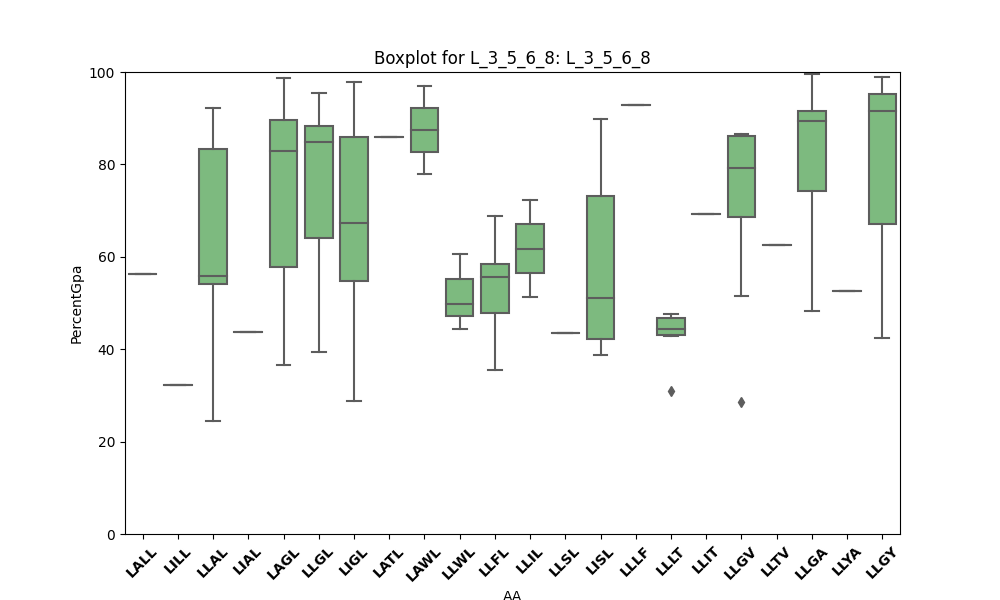 Boxplot for L_3_5_6_8: L_3_5_6_8
100
80
60
40
20
0
PercentGpa
LALL
LILL
LLAL
LIAL
LAGL
LLGL
LIGL
LATL
LAWL
LLWL
LLFL
LLIL
LLSL
LISL
LLLF
LLLT
LLIT
LLGV
LLTV
LLGA
LLYA
LLGY
AA